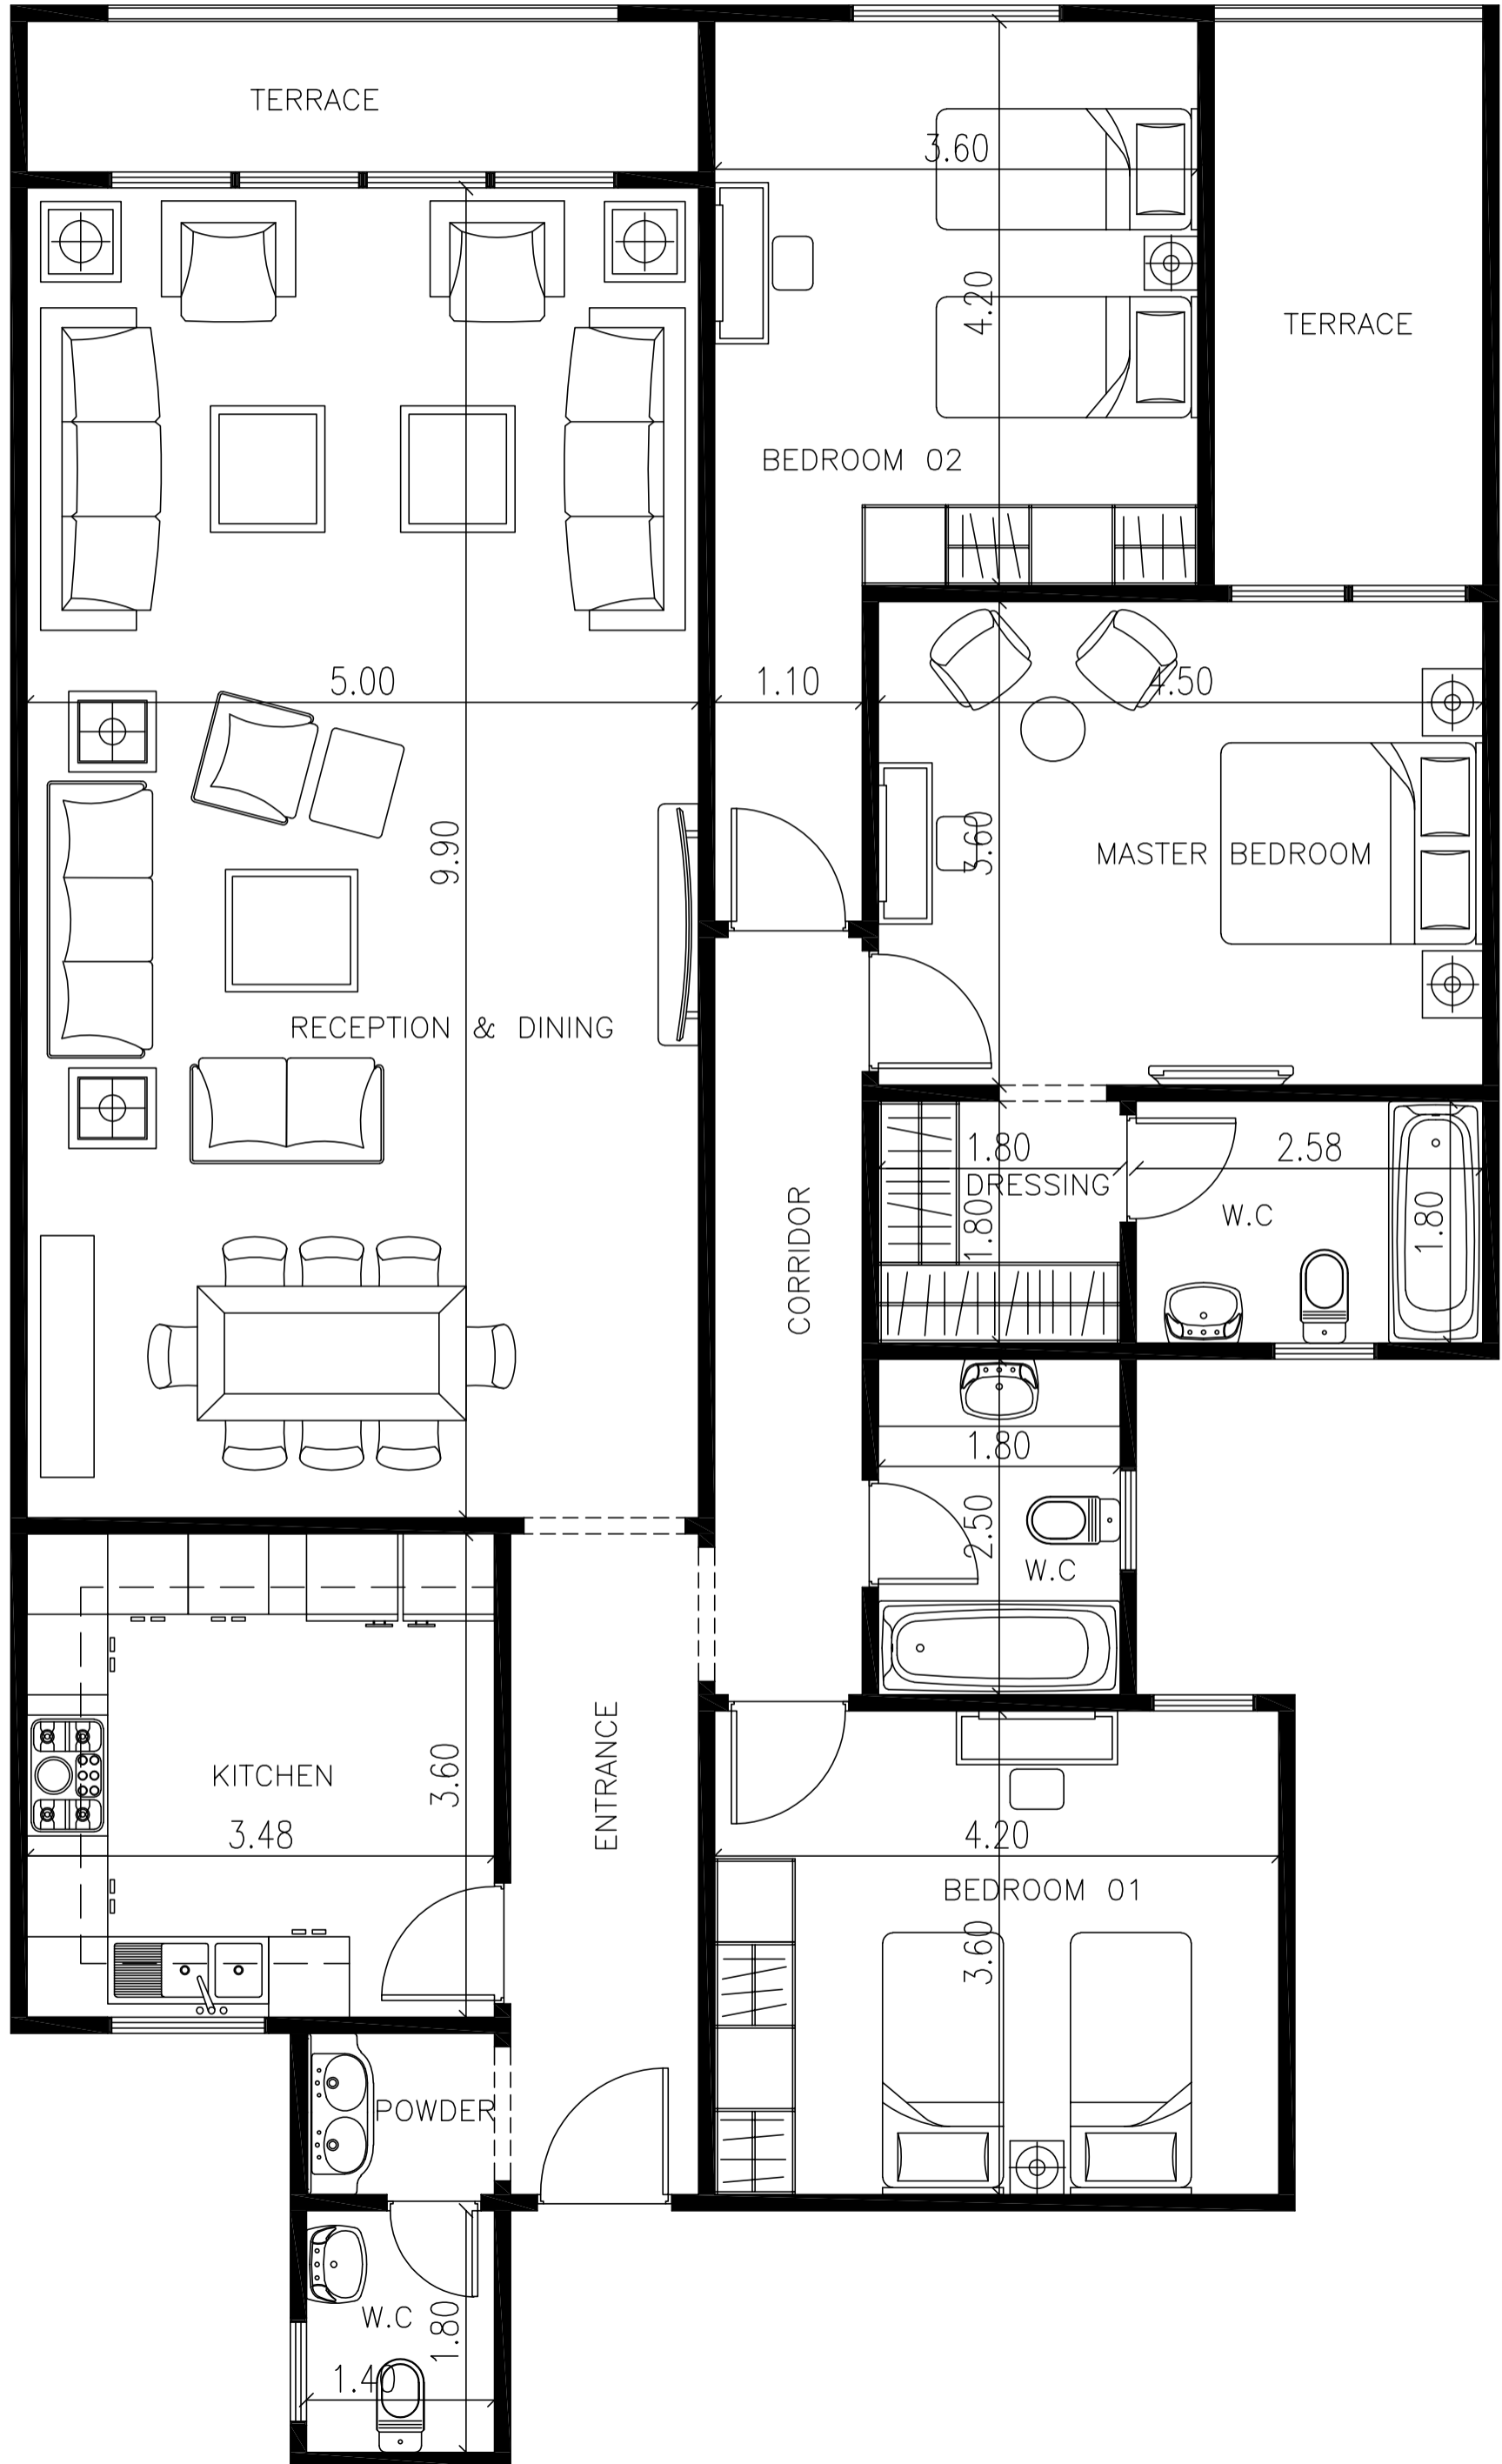 TERRACE
3.60
4.20
TERRACE
BEDROOM 02
5.00
1.10
4.50
9.90
3.60
MASTER BEDROOM
RECEPTION & DINING
1.80
2.58
DRESSING
1.80
W.C
1.80
CORRIDOR
1.80
2.50
W.C
ENTRANCE
KITCHEN
3.60
3.48
4.20
BEDROOM 01
3.60
POWDER
W.C
1.80
1.40